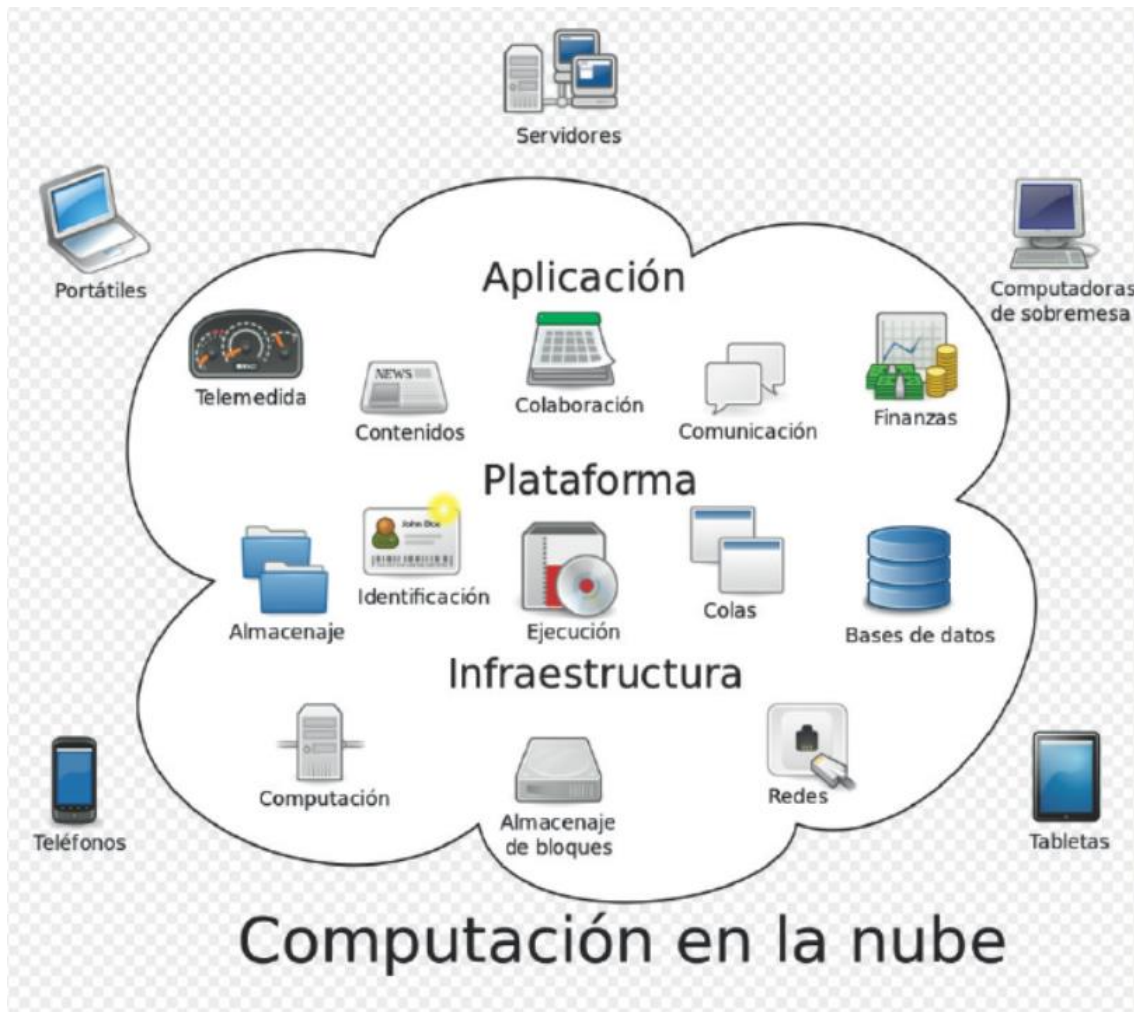 Servidores
Portátiles
Computadoras
de sobremesa
Aplicación
Telemedida
NEWS
Contenidos
Colaboración
Comunicación
Finanzas
Plataforma
Almacenaje
John Doe
Identificación
Ejecución
Colas
Bases de datos
Infraestructura
Computación
Almacenaje
de bloques
Redes
Teléfonos
Tabletas
Computación en la nube